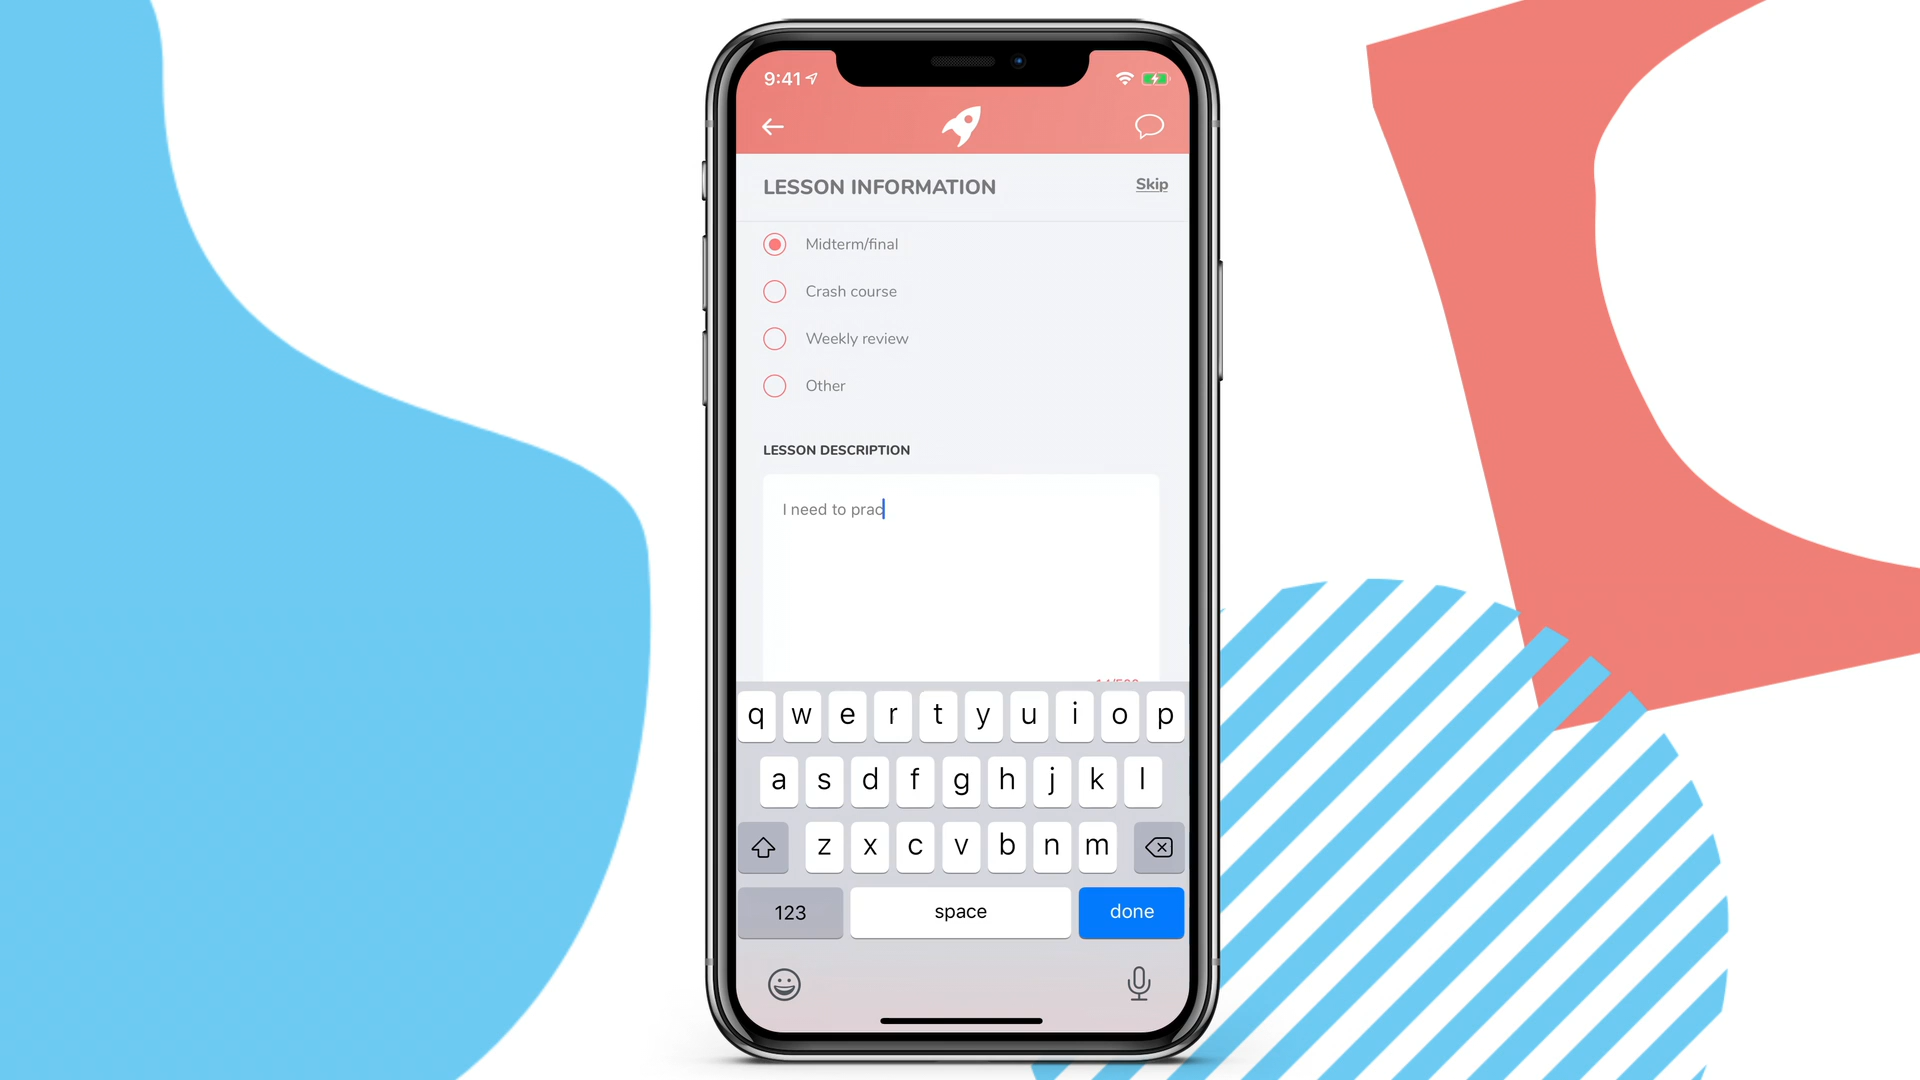 9:41
LESSON INFORMATION
Skip
Midterm/final
Crash course
Weekly review
Other
LESSON DESCRIPTION
I need to prac
q w e r t y u i o p
a s d f g h j k l
z x c v b n m
123 space done